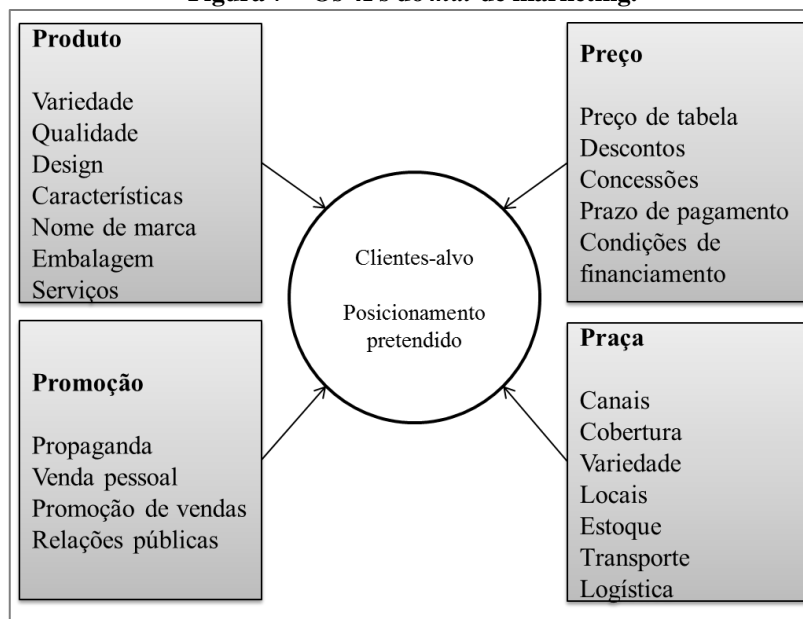 Produto
Variedade
Qualidade
Design
Características
Nome de marca
Embalagem
Serviços
Preço
Preço de tabela
Descontos
Concessões
Prazo de pagamento
Condições de
financiamento
Clientes-alvo
Posicionamento
pretendido
Promoção
Propaganda
Venda pessoal
Promoção de vendas
Relações públicas
Praça
Canais
Cobertura
Variedade
Locais
Estoque
Transporte
Logística